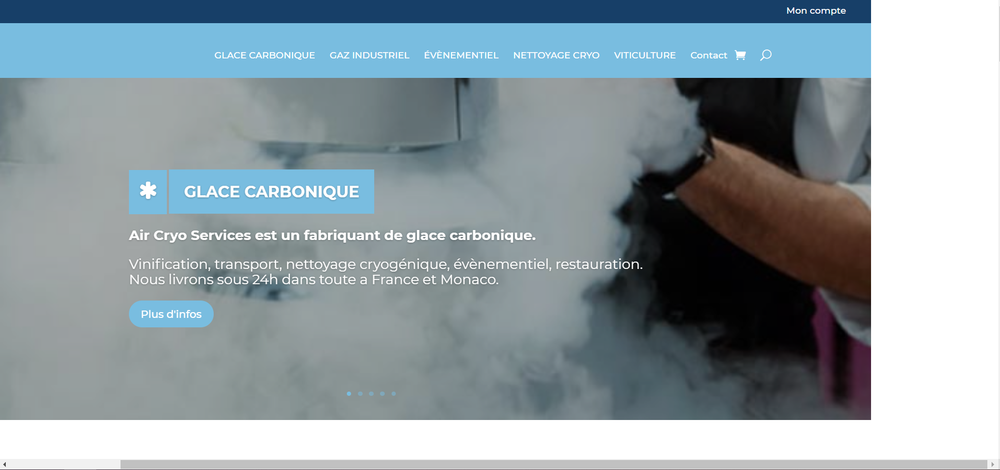 Mon compte
GLACE CARBONIQUE GAZ INDUSTRIEL ÉVÈNEMENTIEL NETTOYAGE CRYO VITICULTURE Contact
GLACE CARBONIQUE
Air Cryo Services est un fabriquant de glace carbonique.
Vinification, transport, nettoyage cryogénique, évènementiel, restauration.
Nous livrons sous 24h dans toute a France et Monaco.
Plus d'infos